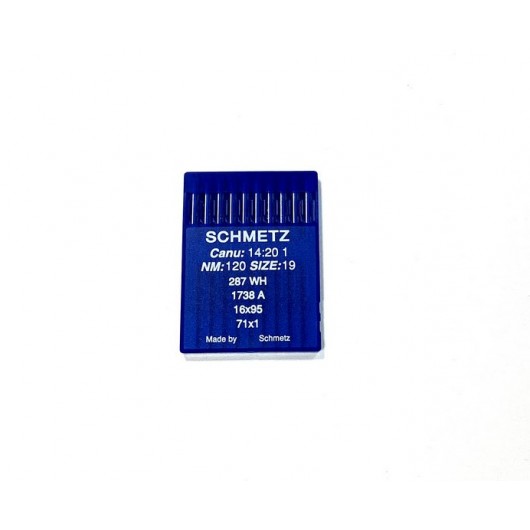 SCHMETZ
Canu: 14:20 1
NM:120 SIZE:19
287 WH
1738 A
16x95
71x1
Made by Schmetz